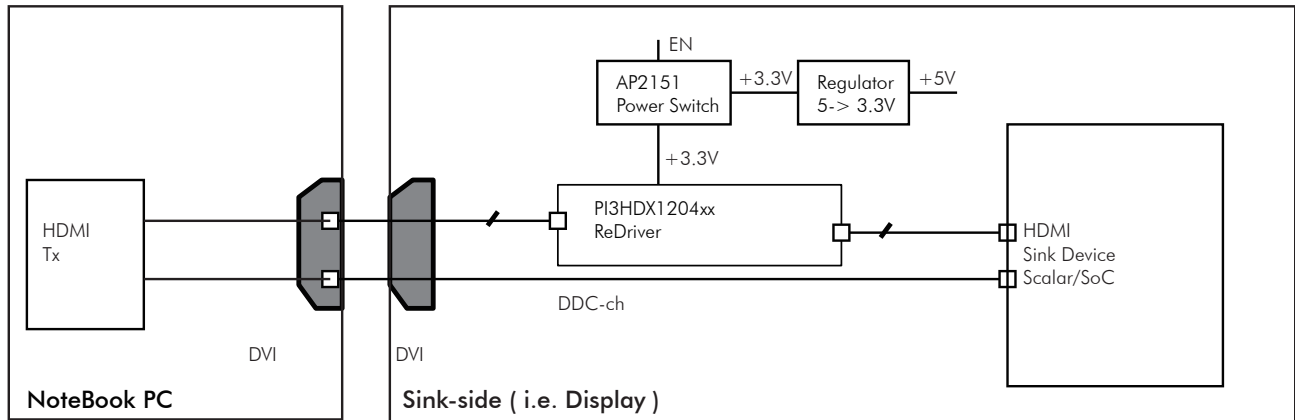 EN
AP2151
Power Switch
+3.3V
Regulator
5-> 3.3V
+5V
+3.3V
HDMI
Tx
PI3HDX1204xx
ReDriver
HDMI
Sink Device
Scalar/SoC
DDC-ch
DVI
DVI
NoteBook PC
Sink-side ( i.e. Display )